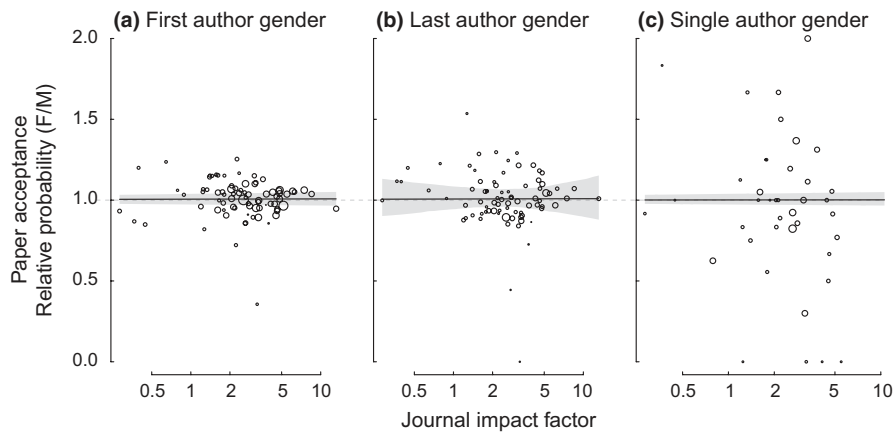 (a) First author gender
(b) Last author gender
(c) Single author gender
Paper acceptance
Relative probability (F/M)
2.0
1.5
1.0
0.5
0.0
0.5 1 2 5 10
0.5 1 2 5 10
0.5 1 2 5 10
Journal impact factor